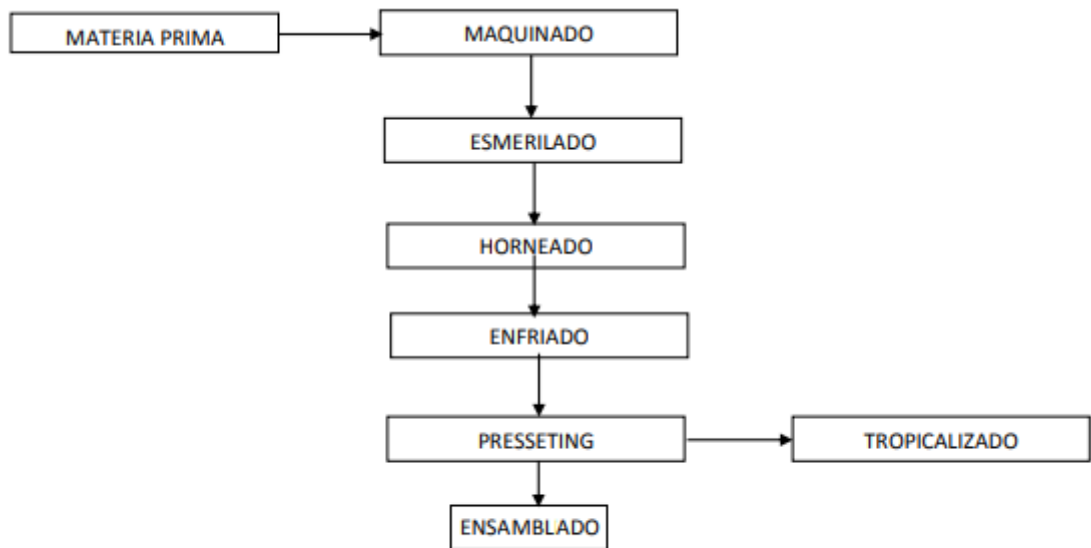 MATERIA PRIMA
MAQUINADO
ESMERILADO
HORNEADO
ENFRIADO
PRESSETING
TROPICALIZADO
ENSAMBLADO